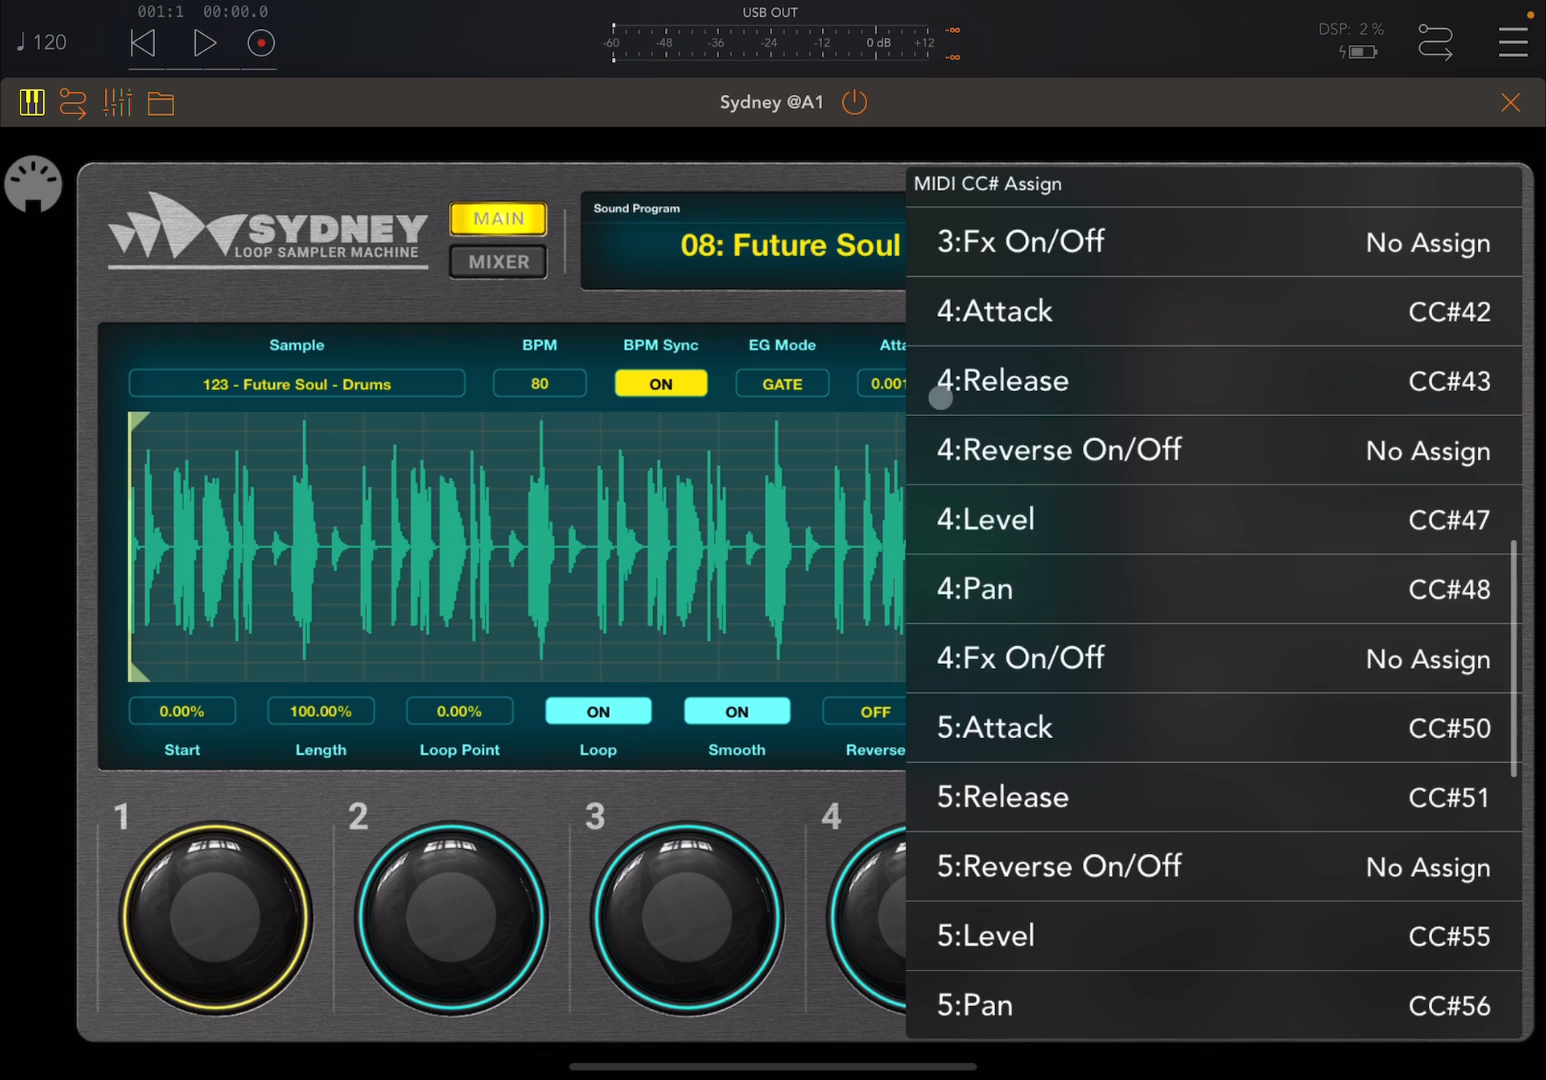 001:1 00:00.0
USB OUT
♩ 120
-60 -48 -36 -24 -12 0 dB +12
-∞
-∞
DSP: 2 %
Sydney @A1
SYDNEY
LOOP SAMPLER MACHINE
MAIN
MIXER
Sound Program
08: Future Soul
Sample BPM BPM Sync EG Mode Atta
123 - Future Soul - Drums 80 ON GATE 0.001
0.00% 100.00% 0.00% ON ON OFF
Start Length Loop Point Loop Smooth Reverse
1 2 3 4
MIDI CC# Assign
3:Fx On/Off No Assign
4:Attack CC#42
4:Release CC#43
4:Reverse On/Off No Assign
4:Level CC#47
4:Pan CC#48
4:Fx On/Off No Assign
5:Attack CC#50
5:Release CC#51
5:Reverse On/Off No Assign
5:Level CC#55
5:Pan CC#56